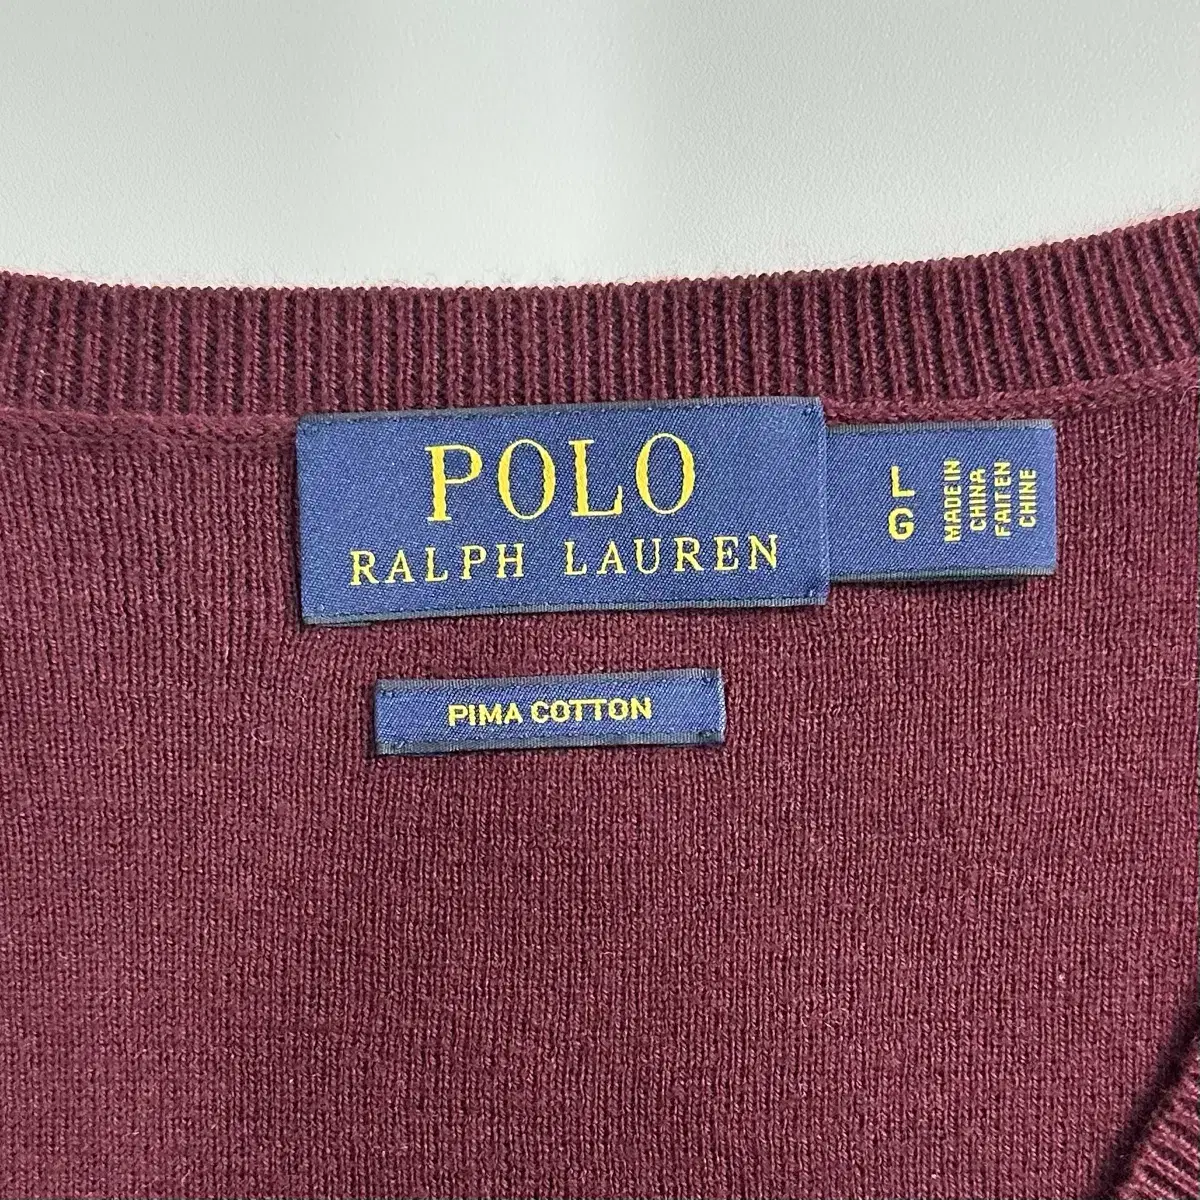 POLO
RALPH LAUREN
L
G
MADE IN
CHINA
FAIT EN
CHINE
PIMA COTTON